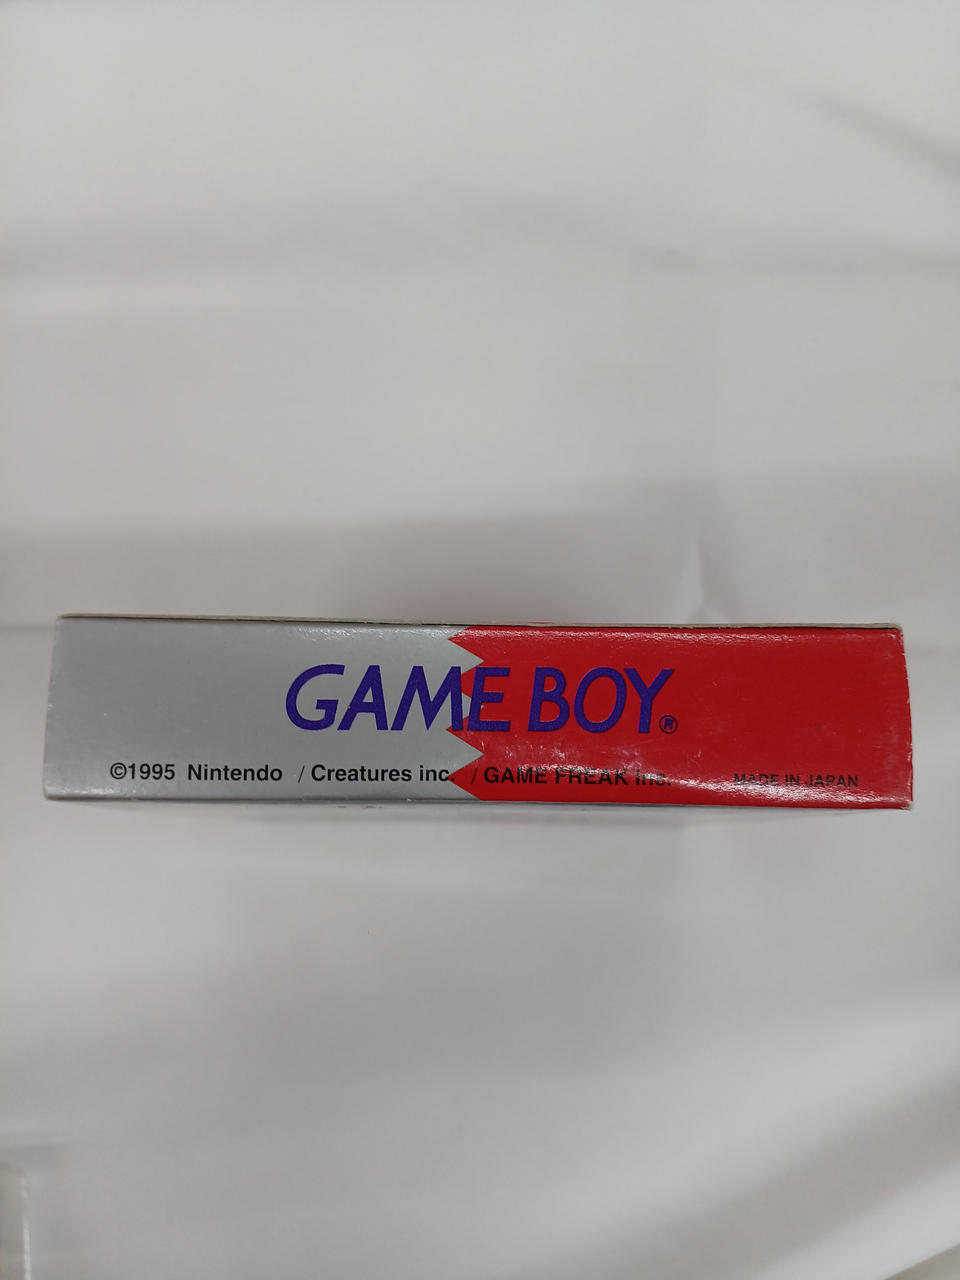 GAME BOY®
©1995 Nintendo / Creatures inc. / GAME FREAK inc. MADE IN JAPAN